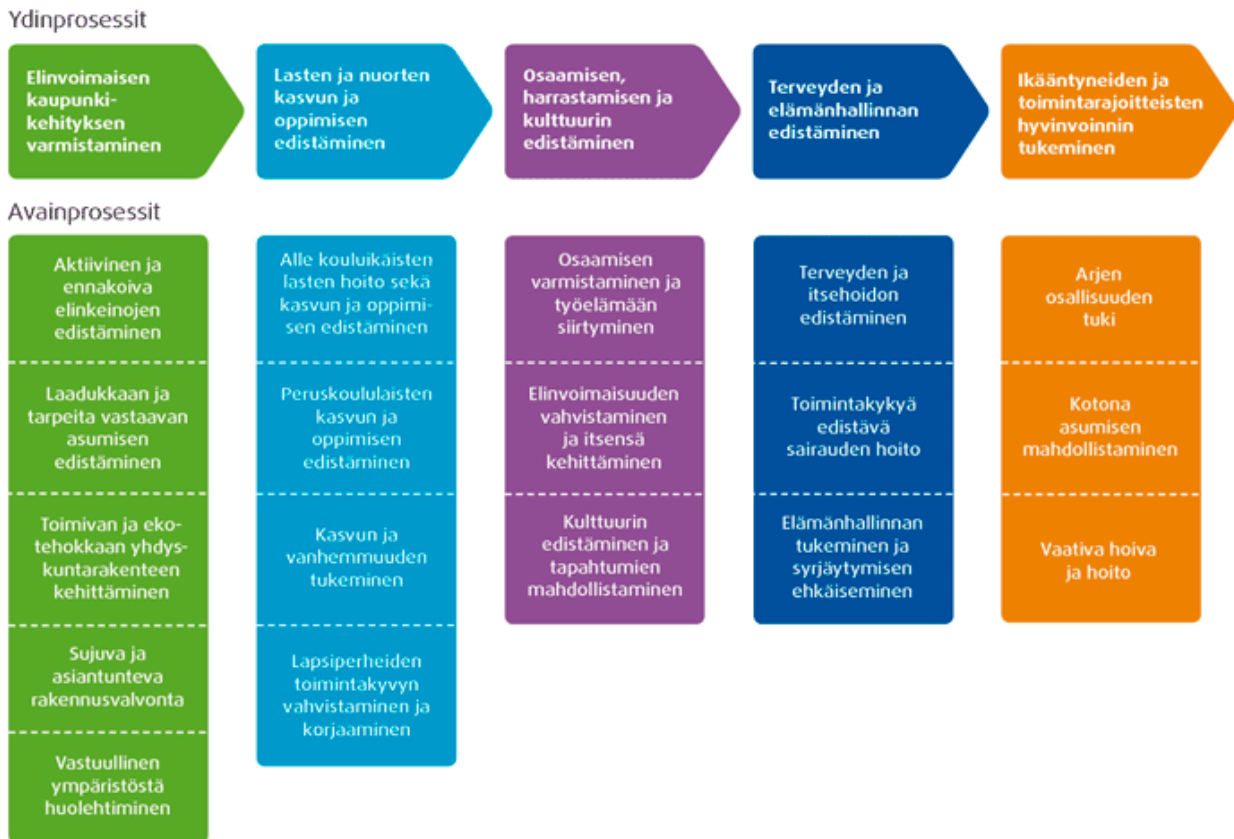 Ydinprosessit
Elinvoimaisen
kaupunki-
kehityksen
varmistaminen
Lasten ja nuorten
kasvun ja
oppimisen
edistäminen
Osaamisen,
harrastamisen ja
kulttuurin
edistäminen
Terveyden ja
elämänhallinnan
edistäminen
Ikääntyneiden ja
toimintarajoitteisten
hyvinvoinnin
tukeminen
Avainprosessit
Aktiivinen ja
ennakoiva
elinkeinojen
edistäminen
Laadukkaan ja
tarpeita vastaavan
asumisen
edistäminen
Toimivan ja eko-
tehokkaan yhdys-
kuntarakenteen
kehittäminen
Sujuva ja
asiantunteva
rakennusvalvonta
Vastuullinen
ympäristöstä
huolehtiminen
Alle kouluikäisten
lasten hoito sekä
kasvun ja oppimi-
sen edistäminen
Peruskoululaisten
kasvun ja
oppimisen
edistäminen
Kasvun ja
vanhemmuuden
tukeminen
Lapsiperheiden
toimintakyvyn
vahvistaminen ja
korjaaminen
Osaamisen
varmistaminen ja
työelämään
siirtyminen
Elinvoimaisuuden
vahvistaminen
ja itsensä
kehittäminen
Kulttuurin
edistäminen ja
tapahtumien
mahdollistaminen
Terveyden ja
itsehoidon
edistäminen
Toimintakykyä
edistävä
sairauden hoito
Elämänhallinnan
tukeminen ja
syrjäytymisen
ehkäiseminen
Arjen
osallisuuden
tuki
Kotona
asumisen
mahdollistaminen
Vaativa hoiva
ja hoito